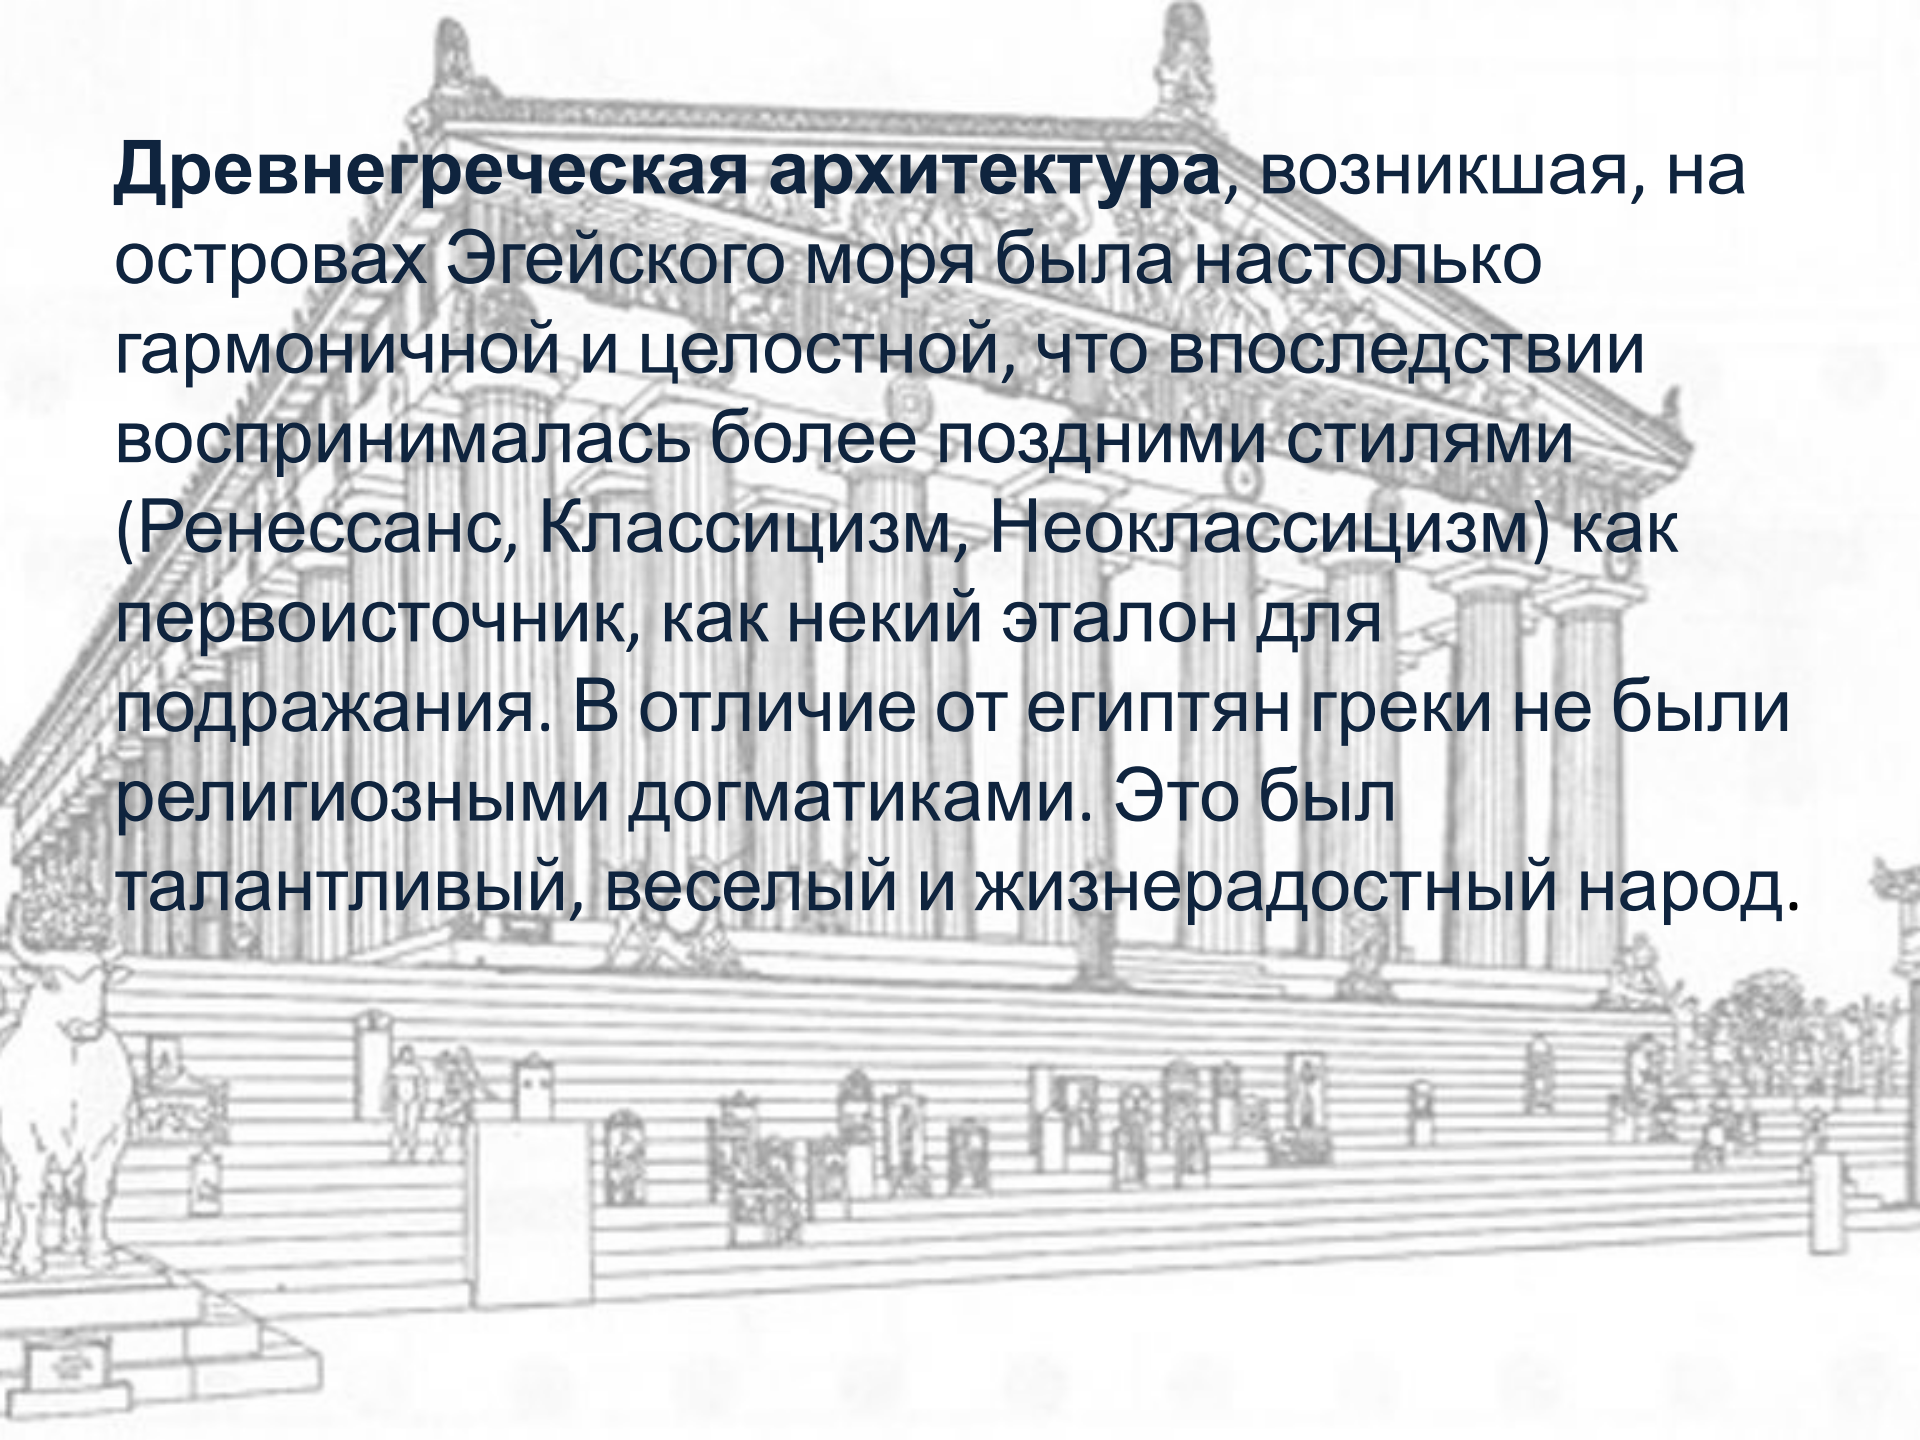 Древнегреческая архитектура, возникшая, на
островах Эгейского моря была настолько
гармоничной и целостной, что впоследствии
воспринималась более поздними стилями
(Ренессанс, Классицизм, Неоклассицизм) как
первоисточник, как некий эталон для
подражания. В отличие от египтян греки не были
религиозными догматиками. Это был
талантливый, веселый и жизнерадостный народ.